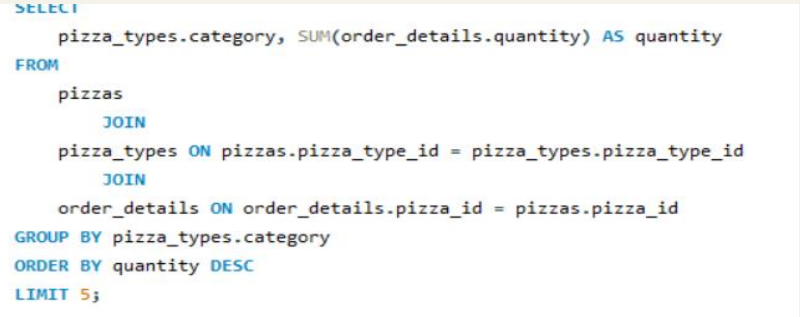 SELECT
pizza_types.category, SUM(order_details.quantity) AS quantity
FROM
pizzas
JOIN
pizza_types ON pizzas.pizza_type_id = pizza_types.pizza_type_id
JOIN
order_details ON order_details.pizza_id = pizzas.pizza_id
GROUP BY pizza_types.category
ORDER BY quantity DESC
LIMIT 5;